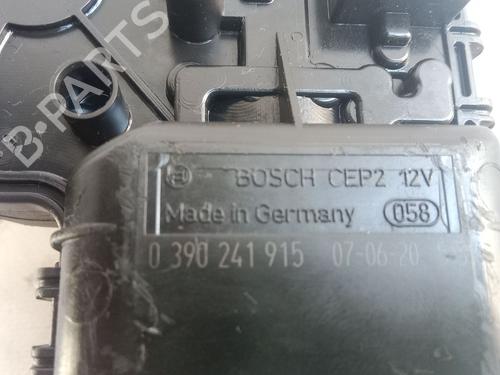 B-PARTS
BOSCH CEP2 12V
Made in Germany 058
0 390 241 915 07-06-20